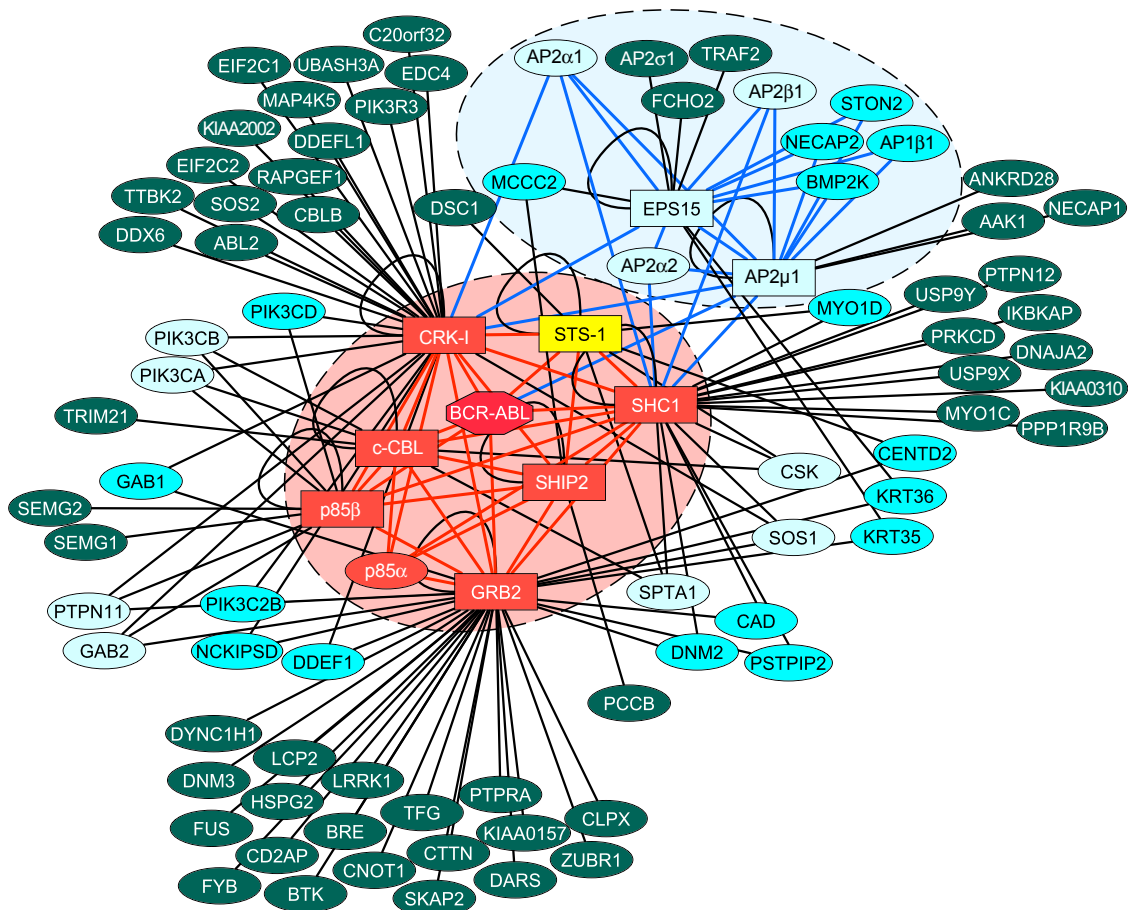 C20orf32
EIF2C1
UBASH3A
EDC4
MAP4K5
PIK3R3
KIAA2002
DDEFL1
EIF2C2
RAPGEF1
TTBK2
SOS2
CBLB
DDX6
ABL2
DSC1
AP2α1
AP2σ1
TRAF2
FCHO2
AP2β1
STON2
NECAP2
AP1β1
MCCC2
BMP2K
EPS15
ANKRD28
NECAP1
AAK1
AP2α2
AP2µ1
PIK3CD
PIK3CB
PIK3CA
CRK-I
STS-1
MYO1D
USP9Y
PTPN12
IKBKAP
PRKCD
DNAJA2
USP9X
KIAA0310
MYO1C
PPP1R9B
TRIM21
BCR-ABL
SHC1
c-CBL
SHIP2
CENTD2
CSK
GAB1
KRT36
SEMG2
SEMG1
p85β
SOS1
KRT35
p85α
GRB2
SPTA1
PTPN11
PIK3C2B
CAD
GAB2
NCKIPSD
DDEF1
DNM2
PSTPIP2
PCCB
DYNC1H1
LCP2
DNM3
LRRK1
HSPG2
PTPRA
TFG
FUS
BRE
KIAA0157
CLPX
CD2AP
CTTN
ZUBR1
CNOT1
FYB
BTK
SKAP2
DARS